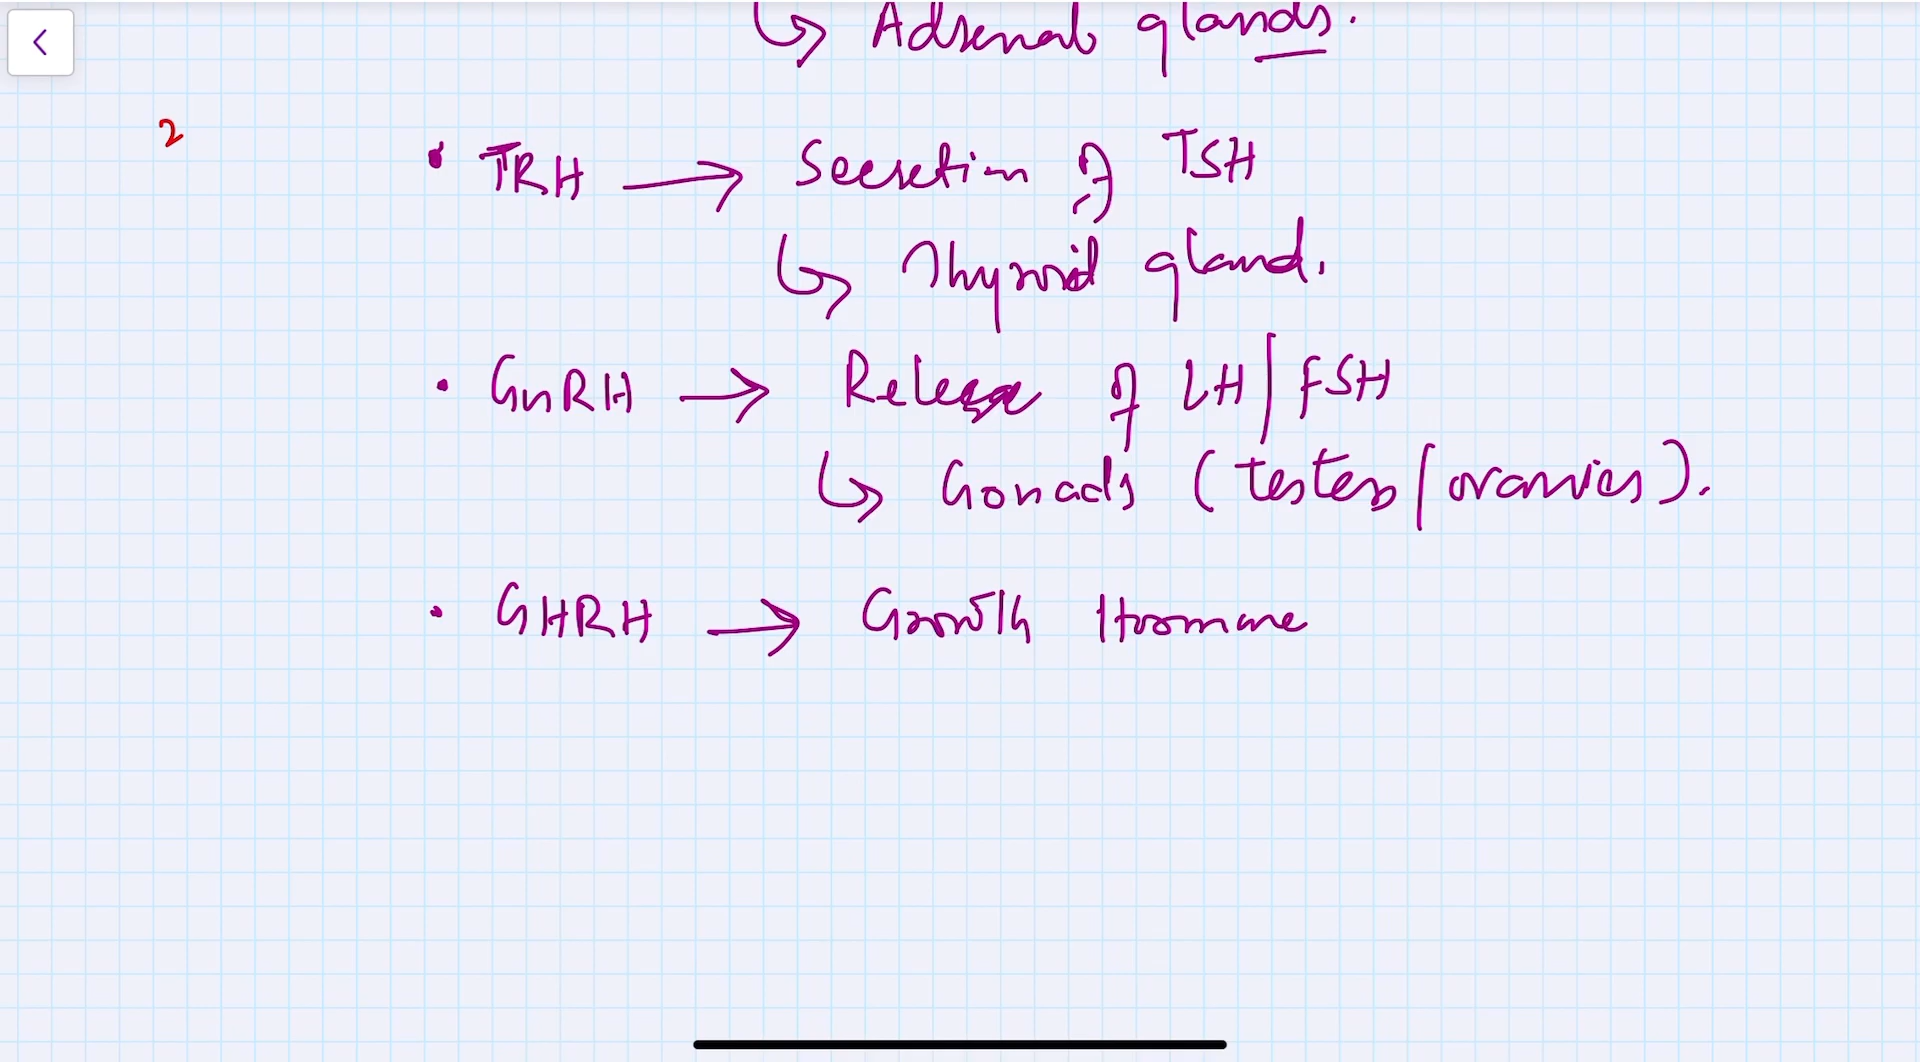 ↳ Adrenal glands.
2
• TRH → Secretion of TSH
↳ Thyroid gland.
• GnRH → Release of LH/FSH
↳ Gonads (testes/ovaries).
• GHRH → Growth Hormone